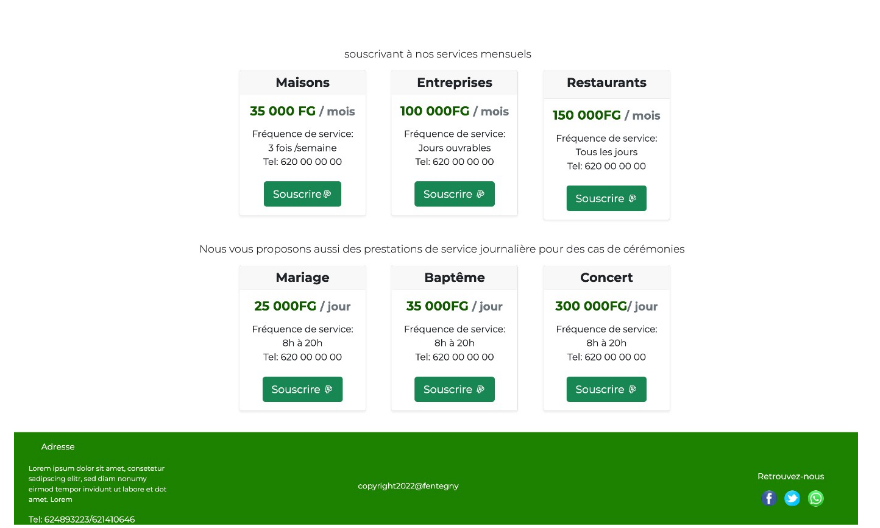 souscrivant à nos services mensuels
Maisons
35 000 FG / mois
Fréquence de service:
3 fois /semaine
Tel: 620 00 00 00
Souscrire
Entreprises
100 000FG / mois
Fréquence de service:
Jours ouvrables
Tel: 620 00 00 00
Souscrire
Restaurants
150 000FG / mois
Fréquence de service:
Tous les jours
Tel: 620 00 00 00
Souscrire
Nous vous proposons aussi des prestations de service journalière pour des cas de cérémonies
Mariage
25 000FG / jour
Fréquence de service:
8h à 20h
Tel: 620 00 00 00
Souscrire
Baptême
35 000FG / jour
Fréquence de service:
8h à 20h
Tel: 620 00 00 00
Souscrire
Concert
300 000FG/ jour
Fréquence de service:
8h à 20h
Tel: 620 00 00 00
Souscrire
Adresse
Lorem ipsum dolor sit amet, consetetur
sadipscing elitr, sed diam nonumy
eirmod tempor invidunt ut labore et dot
amet. Lorem
Tel: 624893223/621410646
copyright2022@fentegny
Retrouvez-nous